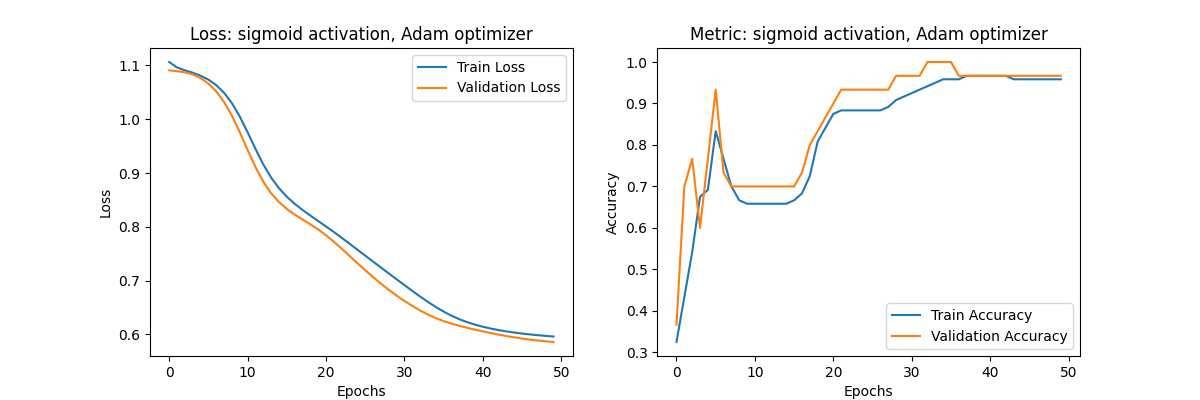 Loss: sigmoid activation, Adam optimizer
Train Loss
Validation Loss
1.1
1.0
0.9
0.8
0.7
0.6
Loss
0
10
20
30
40
50
Epochs
Metric: sigmoid activation, Adam optimizer
1.0
0.9
0.8
0.7
0.6
0.5
0.4
0.3
Accuracy
Train Accuracy
Validation Accuracy
0
10
20
30
40
50
Epochs